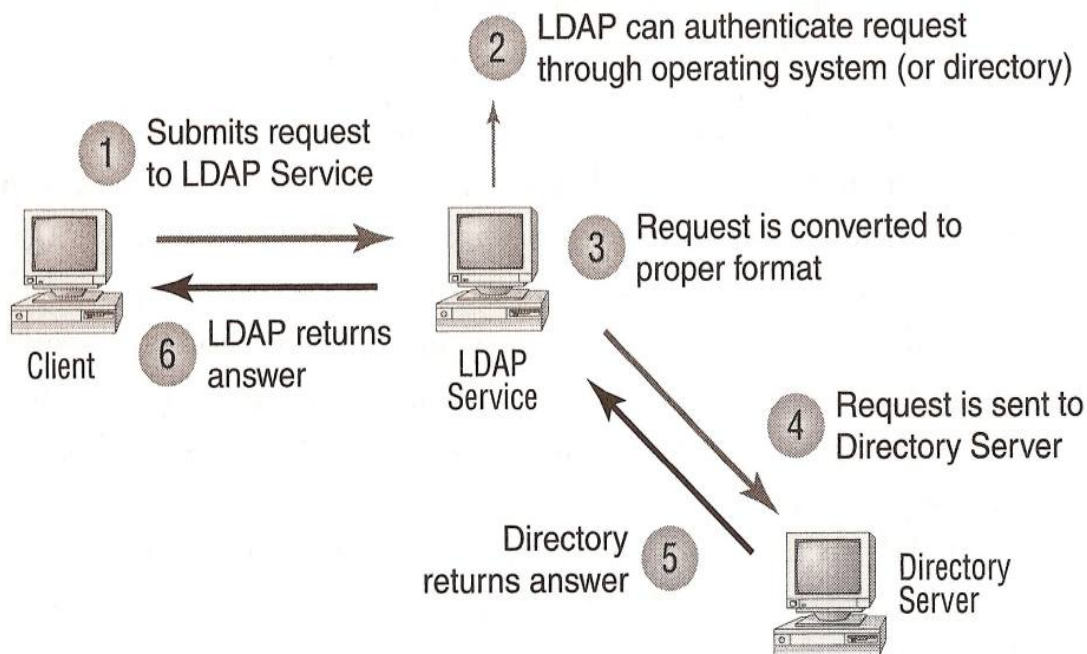 2
LDAP can authenticate request
through operating system (or directory)
1
Submits request
to LDAP Service
3
Request is converted to
proper format
Client
6
LDAP returns
answer
LDAP
Service
4
Request is sent to
Directory Server
Directory
returns answer
5
Directory
Server